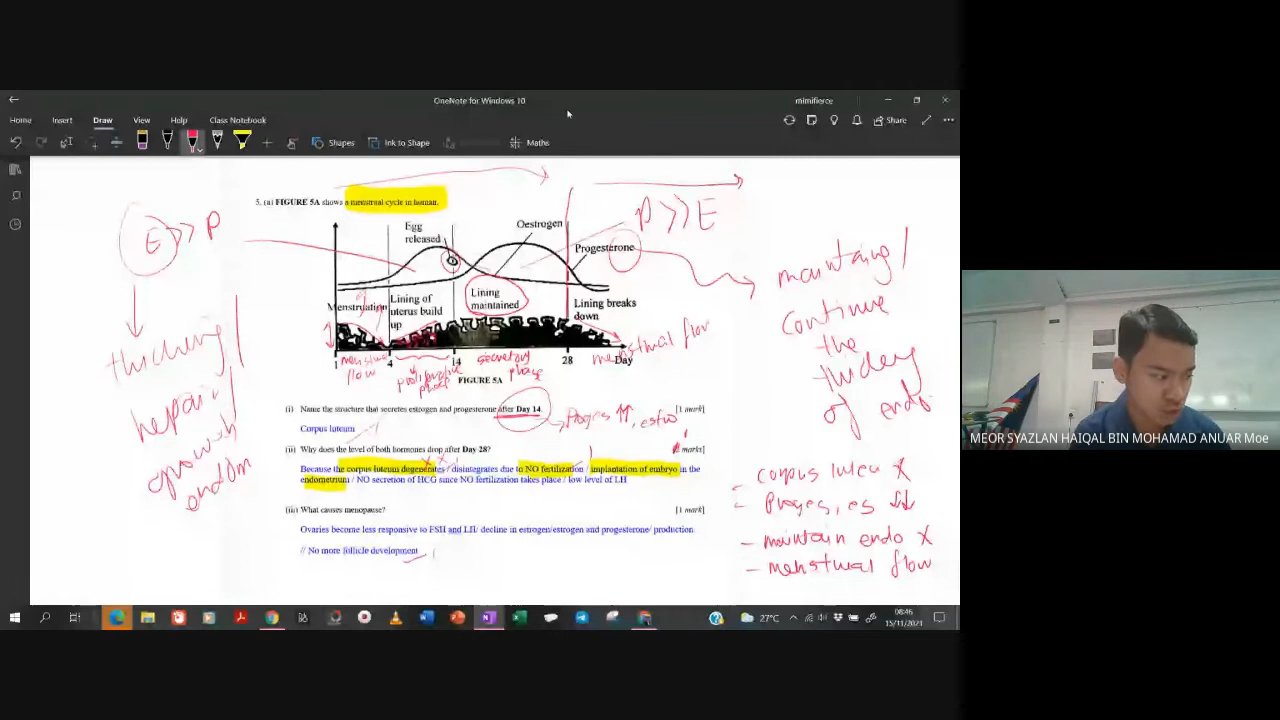 OneNote for Windows 10
mimifierce
Home Insert Draw View Help Class Notebook
Share
Shapes Ink to Shape Maths
5. (a) FIGURE 5A shows a menstrual cycle in human.
E >> P
P >> E
Egg
released
Oestrogen
Progesterone
Menstruation
Lining of
uterus build
up
Lining
maintained
Lining breaks
down
menstrual flow
1 4 14 28 Day
menstrual
flow
proliferative
phase
secretory
phase
FIGURE 5A
repair
growth
endom
continue
the
of endo
(i) Name the structure that secretes estrogen and progesterone after Day 14. [1 mark]
Corpus luteum
(ii) Why does the level of both hormones drop after Day 28? marks]
Because the corpus luteum degenerates / disintegrates due to NO fertilization / implantation of embryo in the
endometrium / NO secretion of HCG since NO fertilization takes place / low level of LH
(iii) What causes menopause? [1 mark]
Ovaries become less responsive to FSH and LH/ decline in estrogen/estrogen and progesterone/ production.
// No more follicle development
- maintain endo X
- menstrual flow
MEOR SYAZLAN HAIQAL BIN MOHAMAD ANUAR Moe
27°C
08:46
15/11/2021